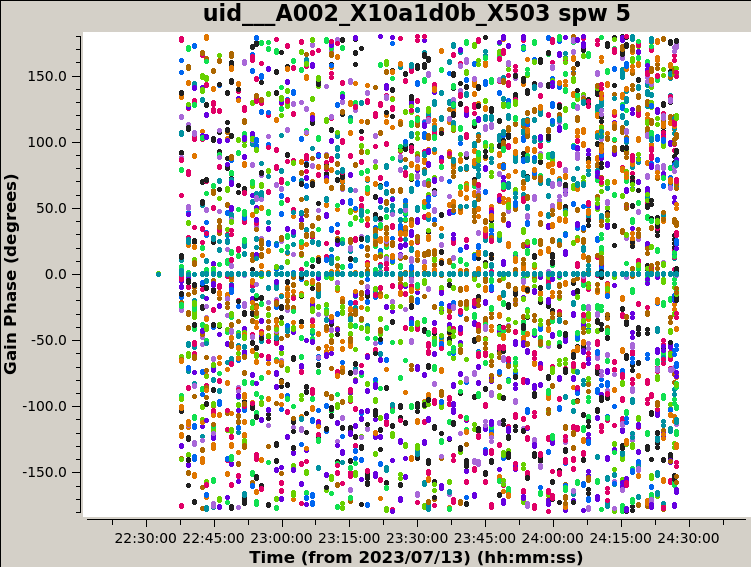 uid___A002_X10a1d0b_X503 spw 5
Gain Phase (degrees)
150.0
100.0
50.0
0.0
-50.0
-100.0
-150.0
22:30:00 22:45:00 23:00:00 23:15:00 23:30:00 23:45:00 24:00:00 24:15:00 24:30:00
Time (from 2023/07/13) (hh:mm:ss)